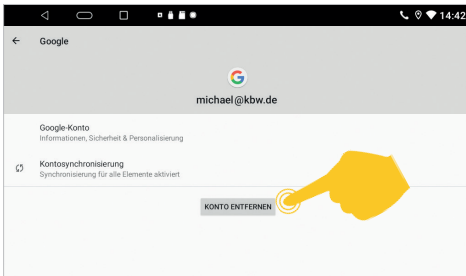 14:42
Google
michael@kbw.de
Google-Konto
Informationen, Sicherheit & Personalisierung
Kontosynchronisierung
Synchronisierung für alle Elemente aktiviert
KONTO ENTFERNEN